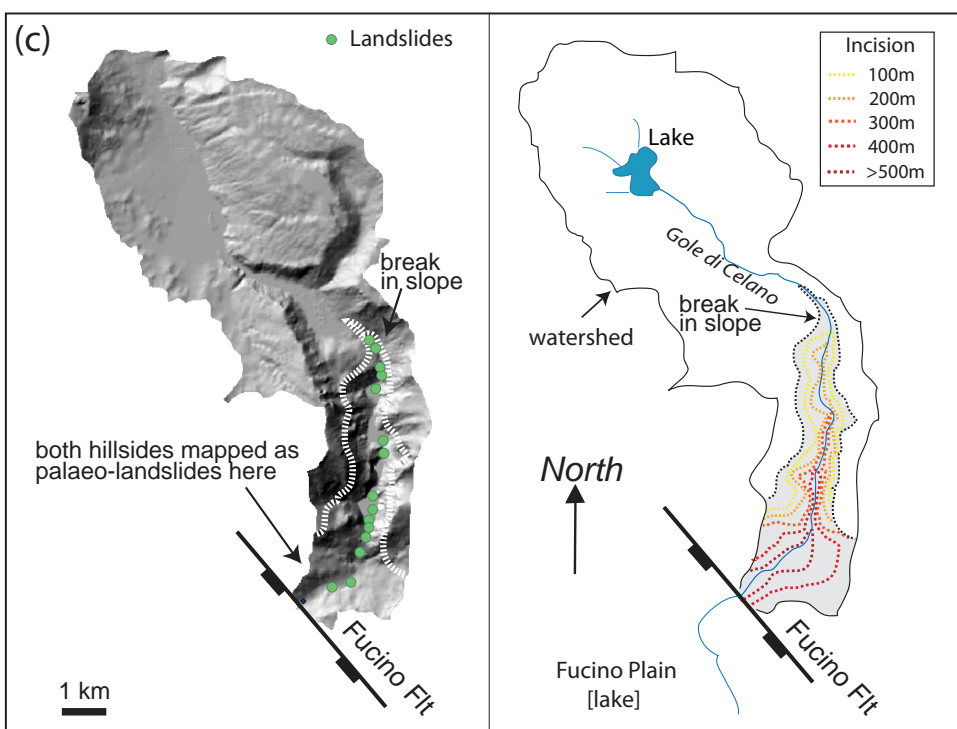 (c)
Landslides
break
in slope
both hillsides mapped as
palaeo-landslides here
Fucino Flt
1 km
Incision
100m
200m
300m
400m
>500m
Lake
Gole di Celano
break
in slope
watershed
North
Fucino Flt
Fucino Plain
[lake]